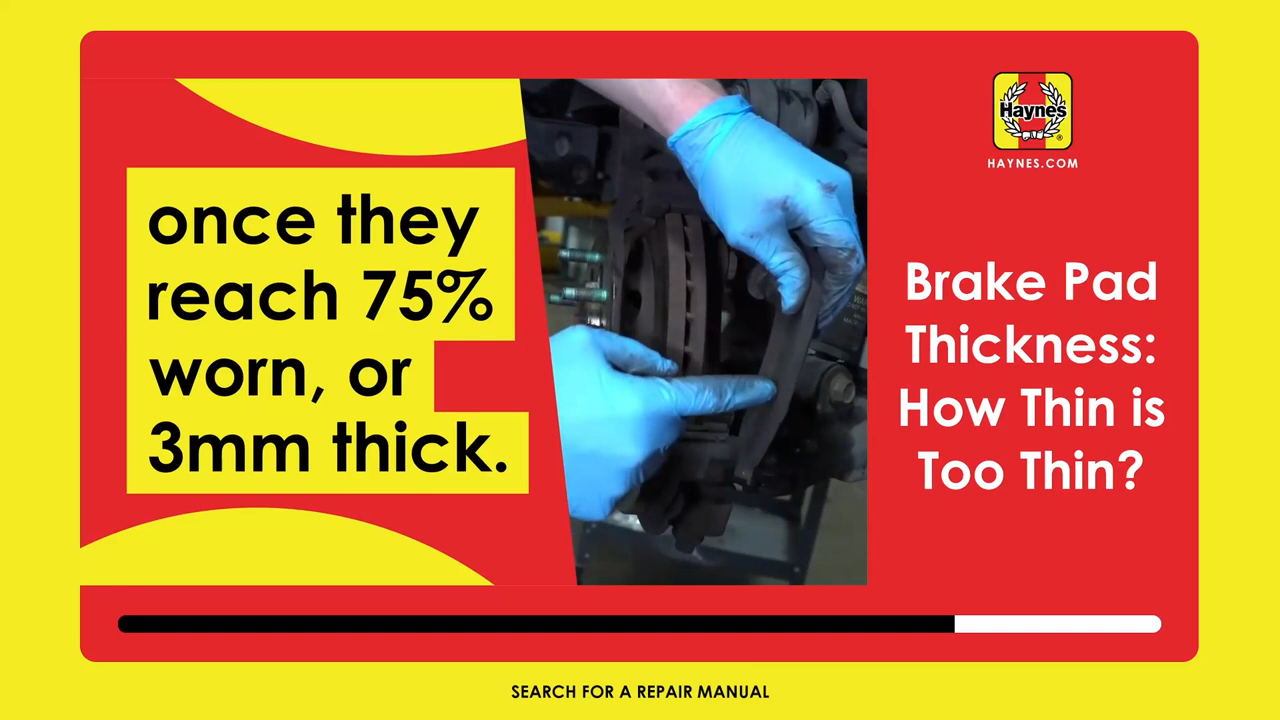 once they
reach 75%
worn, or
3mm thick.
Haynes
HAYNES.COM
Brake Pad
Thickness:
How Thin is
Too Thin?
SEARCH FOR A REPAIR MANUAL